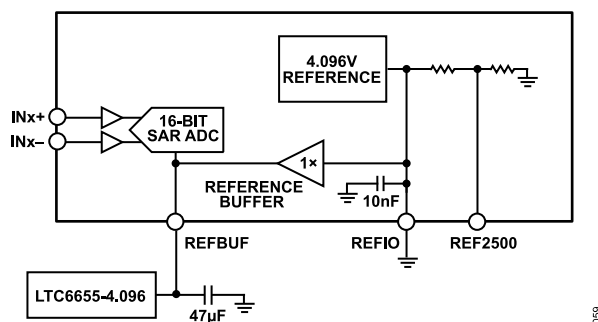 4.096V
REFERENCE
INx+
INx–
16-BIT
SAR ADC
1×
REFERENCE
BUFFER
10nF
REFBUF
REFIO
REF2500
LTC6655-4.096
47µF
059